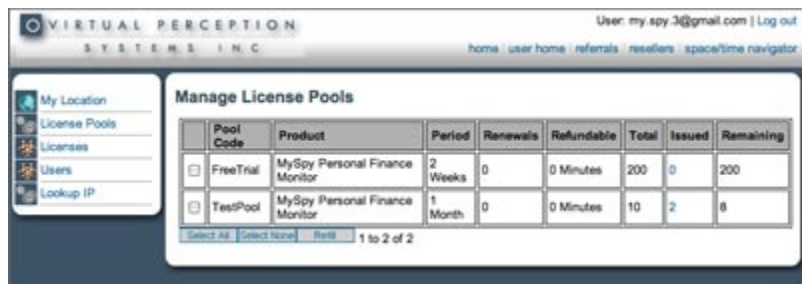 VIRTUAL PERCEPTION
SYSTEMS INC
User: my.spy.3@gmail.com | Log out
home | user home | referrals | resellers | space/time navigator
My Location
License Pools
Licenses
Users
Lookup IP
Manage License Pools
Pool Code Product Period Renewals Refundable Total Issued Remaining
FreeTrial MySpy Personal Finance Monitor 2 Weeks 0 0 Minutes 200 0 200
TestPool MySpy Personal Finance Monitor 1 Month 0 0 Minutes 10 2 8
Select All Select None Refill 1 to 2 of 2